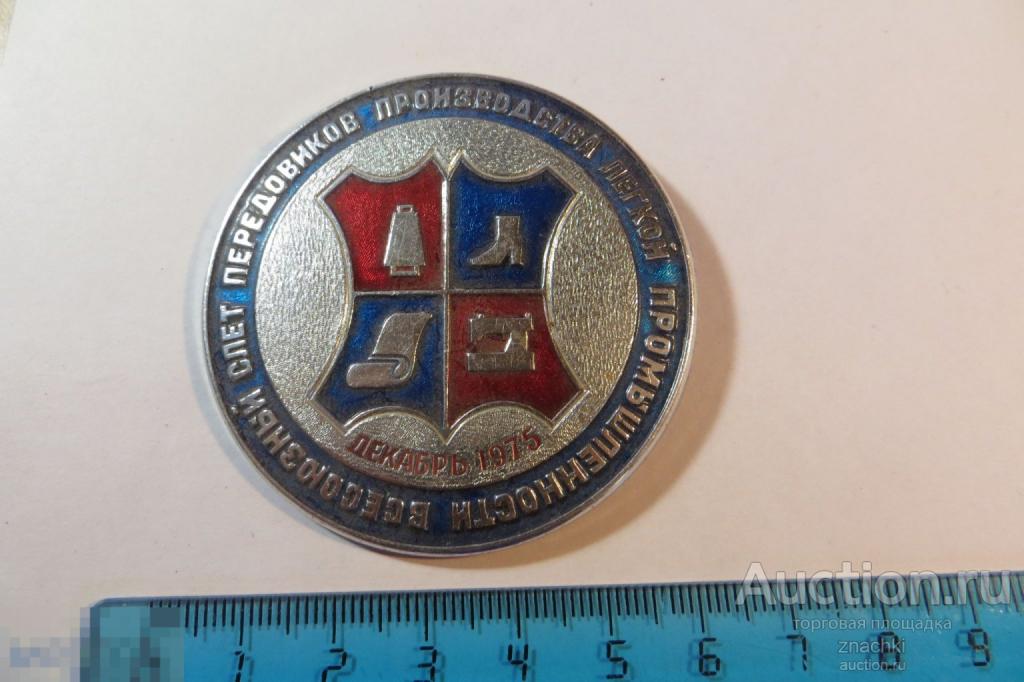 ВСЕСОЮЗНЫЙ СЛЕТ ПЕРЕДОВИКОВ ПРОИЗВОДСТВА ЛЕГКОЙ ПРОМЫШЛЕННОСТИ
ДЕКАБРЬ 1975
Auction.ru
торговая площадка
znachki
auction.ru
1 2 3 4 5 6 7 8 9